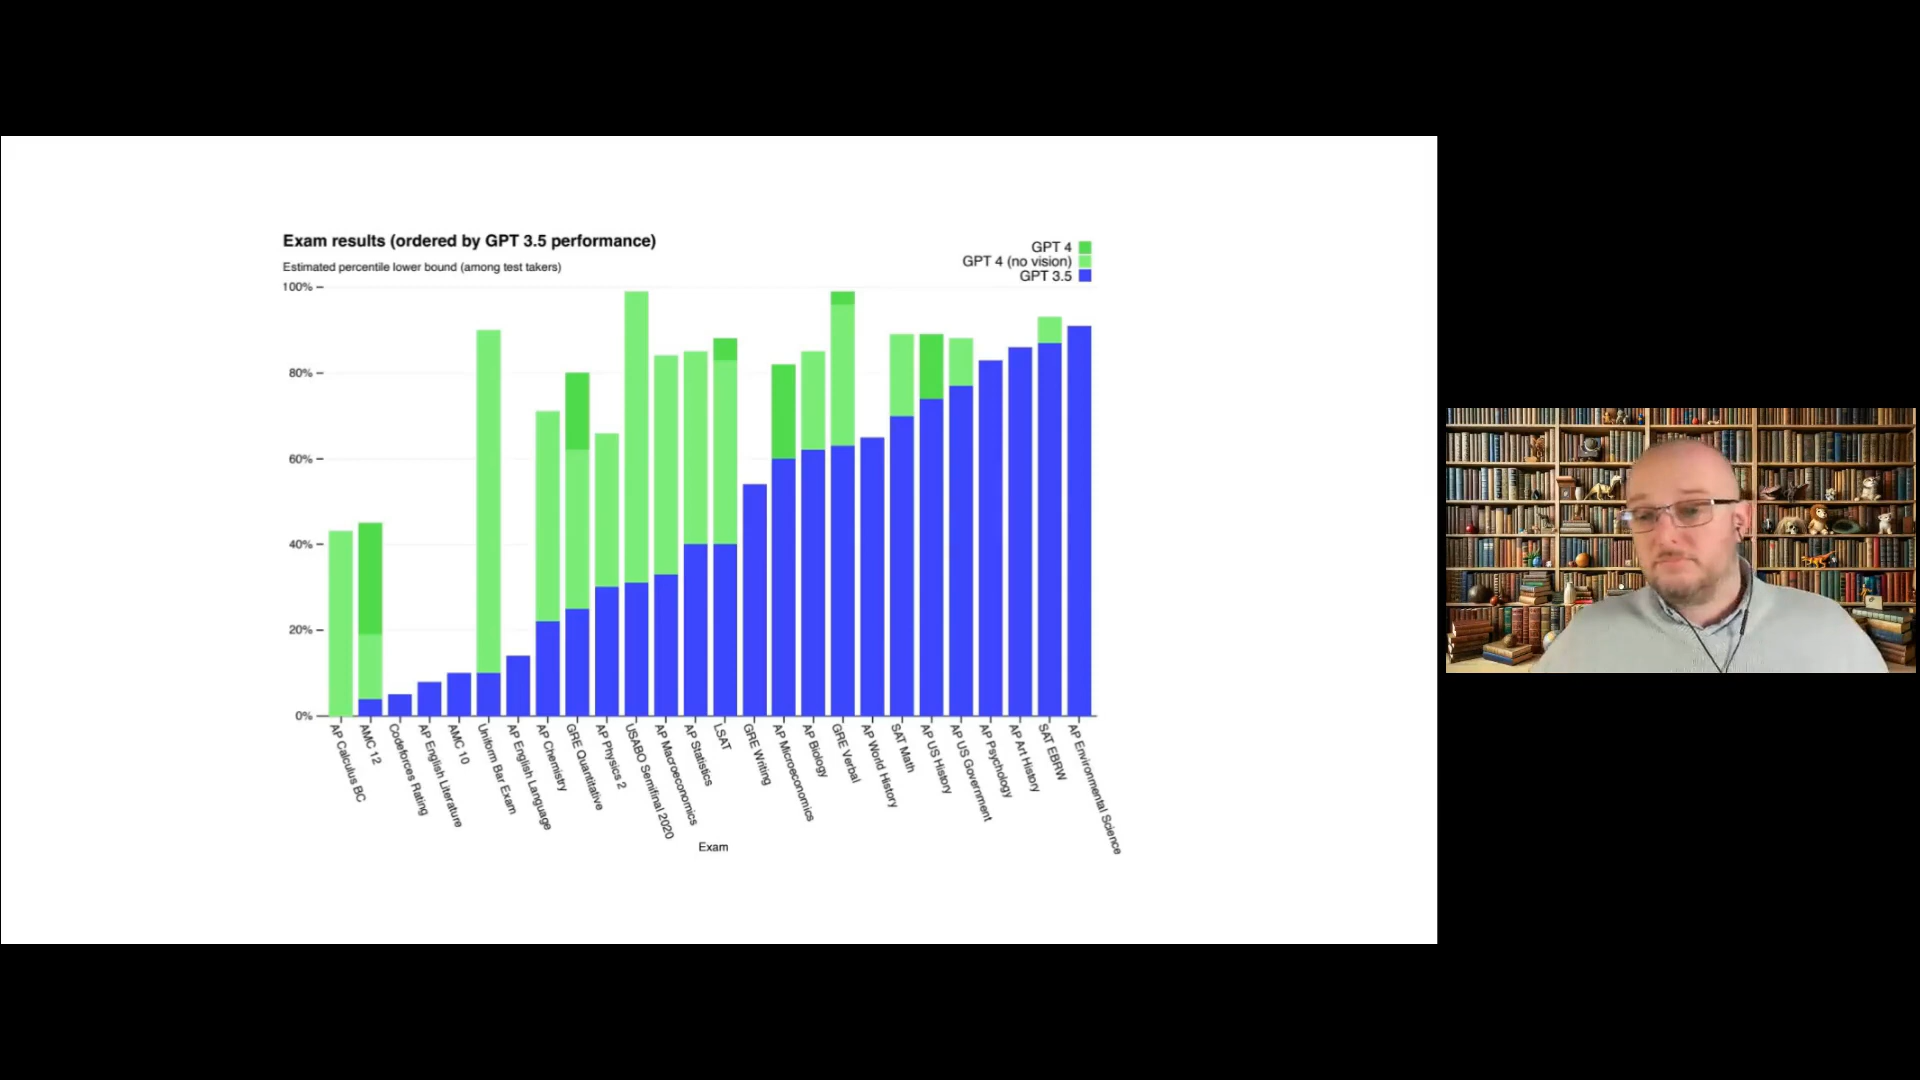 Exam results (ordered by GPT 3.5 performance)
Estimated percentile lower bound (among test takers)
GPT 4
GPT 4 (no vision)
GPT 3.5
100%
80%
60%
40%
20%
0%
AP Calculus BC
AMC 12
Codeforces Rating
AP English Literature
AMC 10
Uniform Bar Exam
AP English Language
AP Chemistry
GRE Quantitative
AP Physics 2
USABO Semifinal 2020
AP Macroeconomics
AP Statistics
LSAT
GRE Writing
AP Microeconomics
AP Biology
GRE Verbal
AP World History
SAT Math
AP US History
AP US Government
AP Psychology
AP Art History
SAT EBRW
AP Environmental Science
Exam